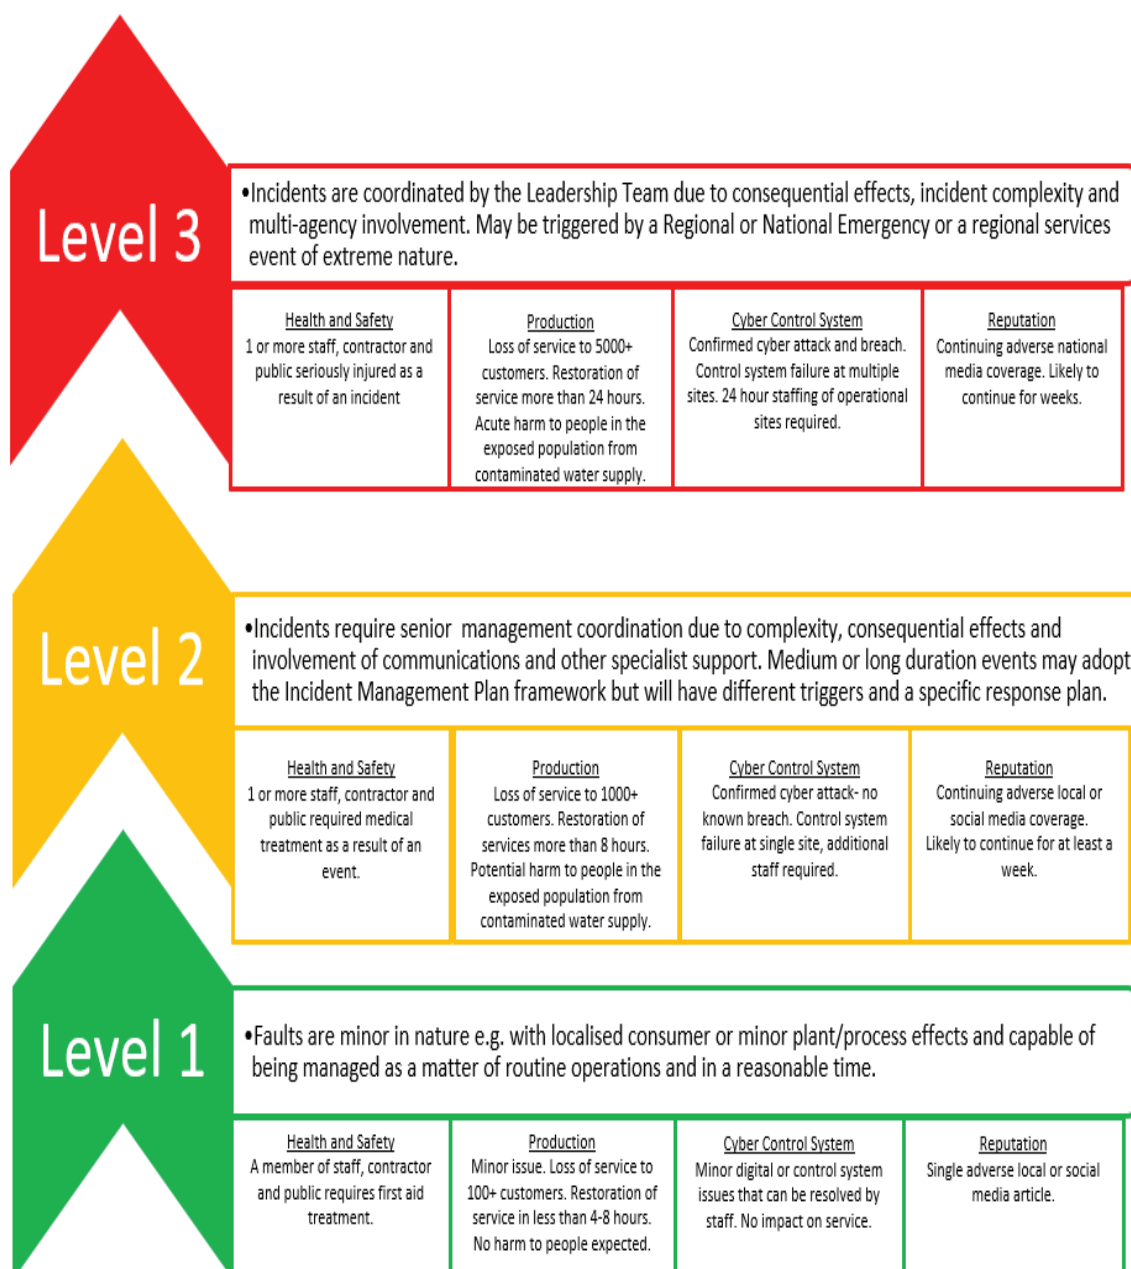 Level 3
•Incidents are coordinated by the Leadership Team due to consequential effects, incident complexity and
multi-agency involvement. May be triggered by a Regional or National Emergency or a regional services
event of extreme nature.
Health and Safety
1 or more staff, contractor and
public seriously injured as a
result of an incident
Production
Loss of service to 5000+
customers. Restoration of
service more than 24 hours.
Acute harm to people in the
exposed population from
contaminated water supply.
Cyber Control System
Confirmed cyber attack and breach.
Control system failure at multiple
sites. 24 hour staffing of operational
sites required.
Reputation
Continuing adverse national
media coverage. Likely to
continue for weeks.
Level 2
•Incidents require senior  management coordination due to complexity, consequential effects and
involvement of communications and other specialist support. Medium or long duration events may adopt
the Incident Management Plan framework but will have different triggers and a specific response plan.
Health and Safety
1 or more staff, contractor and
public required medical
treatment as a result of an
event.
Production
Loss of service to 1000+
customers. Restoration of
services more than 8 hours.
Potential harm to people in the
exposed population from
contaminated water supply.
Cyber Control System
Confirmed cyber attack- no
known breach. Control system
failure at single site, additional
staff required.
Reputation
Continuing adverse local or
social media coverage.
Likely to continue for at least a
week.
Level 1
•Faults are minor in nature e.g. with localised consumer or minor plant/process effects and capable of
being managed as a matter of routine operations and in a reasonable time.
Health and Safety
A member of staff, contractor
and public requires first aid
treatment.
Production
Minor issue. Loss of service to
100+ customers. Restoration of
service in less than 4-8 hours.
No harm to people expected.
Cyber Control System
Minor digital or control system
issues that can be resolved by
staff. No impact on service.
Reputation
Single adverse local or social
media article.